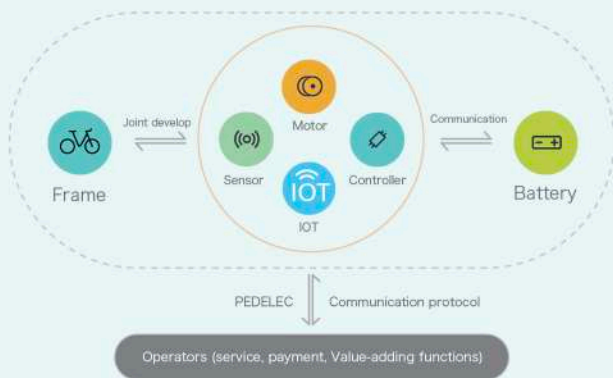 Motor
Joint develop
Communication
Sensor
Controller
IOT
IOT
Frame
Battery
PEDELEC
Communication protocol
Operators (service, payment, Value-adding functions)